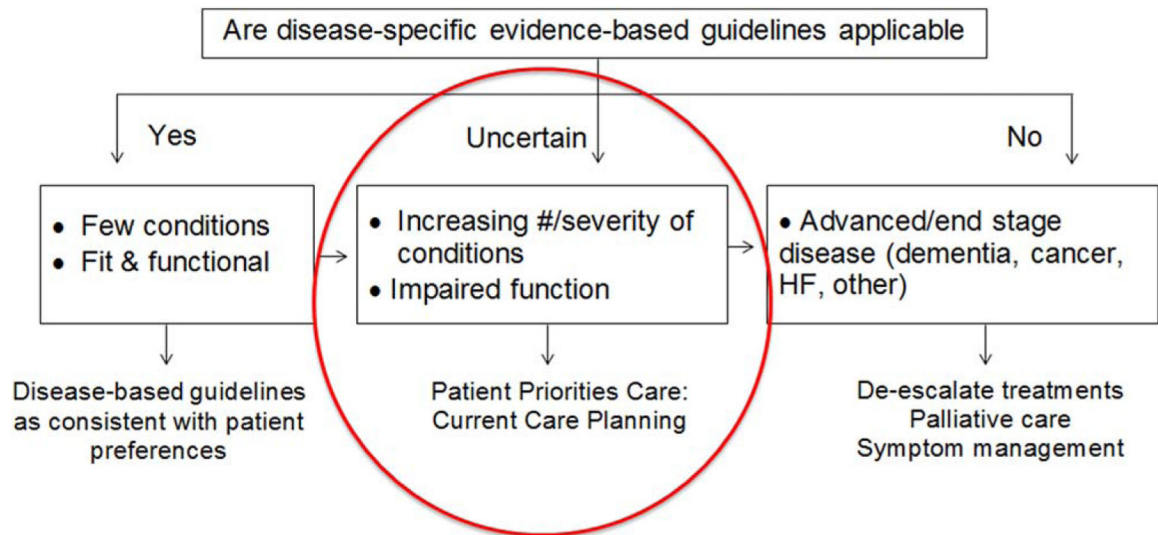 Are disease-specific evidence-based guidelines applicable
Yes
Uncertain
No
• Few conditions
• Fit & functional
• Increasing #/severity of
conditions
• Impaired function
• Advanced/end stage
disease (dementia, cancer,
HF, other)
Disease-based guidelines
as consistent with patient
preferences
Patient Priorities Care:
Current Care Planning
De-escalate treatments
Palliative care
Symptom management